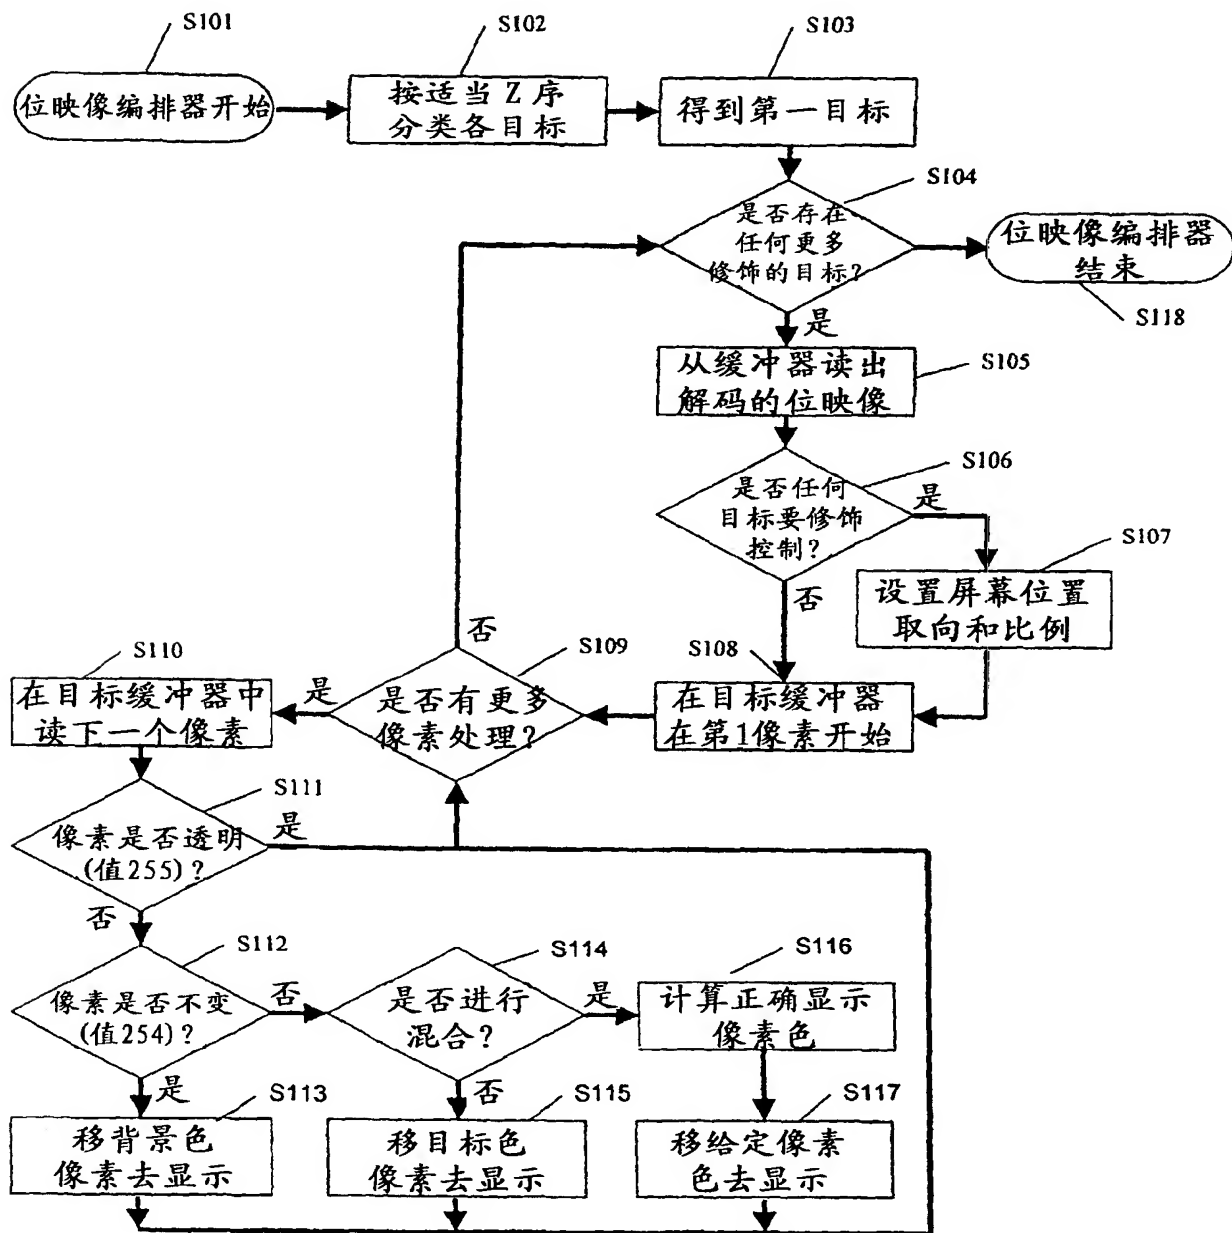 S101
位映像编排器开始
S102
按适当 Z 序
分类各目标
S103
得到第一目标
S104
是否存在
任何更多
修饰的目标?
位映像编排器
结束
S118
是
从缓冲器读出
解码的位映像
S105
是否任何
目标要修饰
控制?
S106
是
否
S107
设置屏幕位置
取向和比例
S108
在目标缓冲器
在第1像素开始
S109
是否有更多
像素处理?
否
是
S110
在目标缓冲器中
读下一个像素
S111
像素是否透明
(值255)?
是
否
S112
像素是否不变
(值254)?
否
是
S114
是否进行
混合?
是
否
S116
计算正确显示
像素色
S113
移背景色
像素去显示
S115
移目标色
像素去显示
S117
移给定像素
色去显示